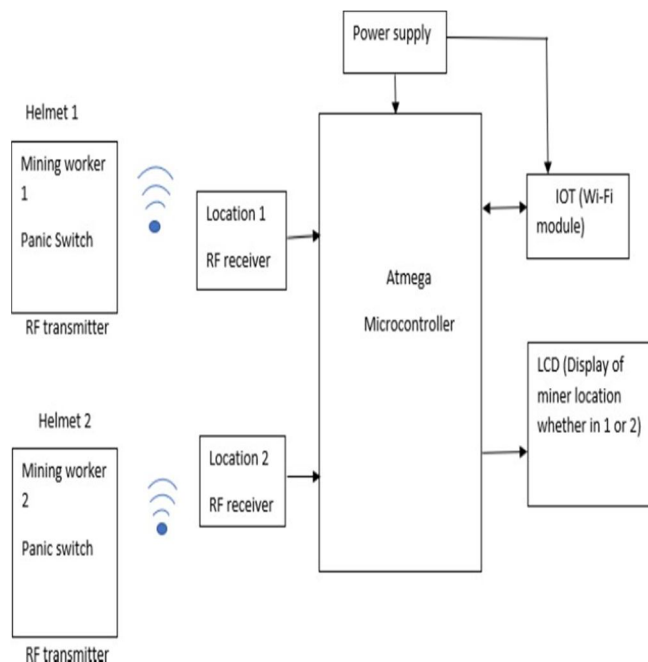 Power supply
Helmet 1
Mining worker
1
Panic Switch
RF transmitter
Location 1
RF receiver
Atmega
Microcontroller
IOT (Wi-Fi
module)
LCD (Display of
miner location
whether in 1 or 2)
Helmet 2
Mining worker
2
Panic switch
RF transmitter
Location 2
RF receiver